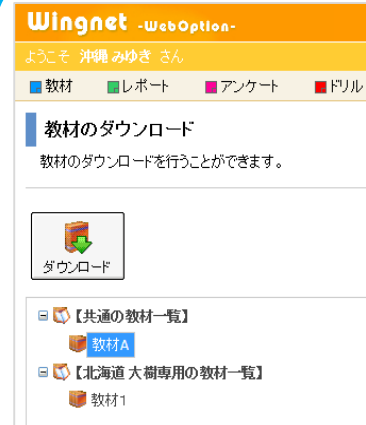 Wingnet -WebOption-
ようこそ 沖縄 みゆき さん
教材 レポート アンケート ドリル
教材のダウンロード
教材のダウンロードを行うことができます。
ダウンロード
【共通の教材一覧】
教材A
【北海道 大樹専用の教材一覧】
教材1